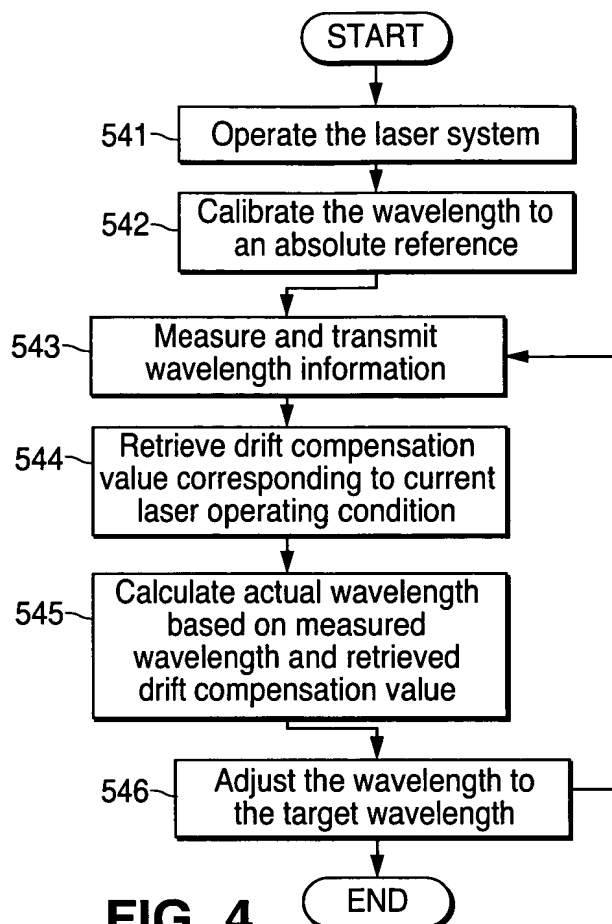 START
541
Operate the laser system
542
Calibrate the wavelength to
an absolute reference
543
Measure and transmit
wavelength information
544
Retrieve drift compensation
value corresponding to current
laser operating condition
545
Calculate actual wavelength
based on measured
wavelength and retrieved
drift compensation value
546
Adjust the wavelength to
the target wavelength
END
FIG. 4